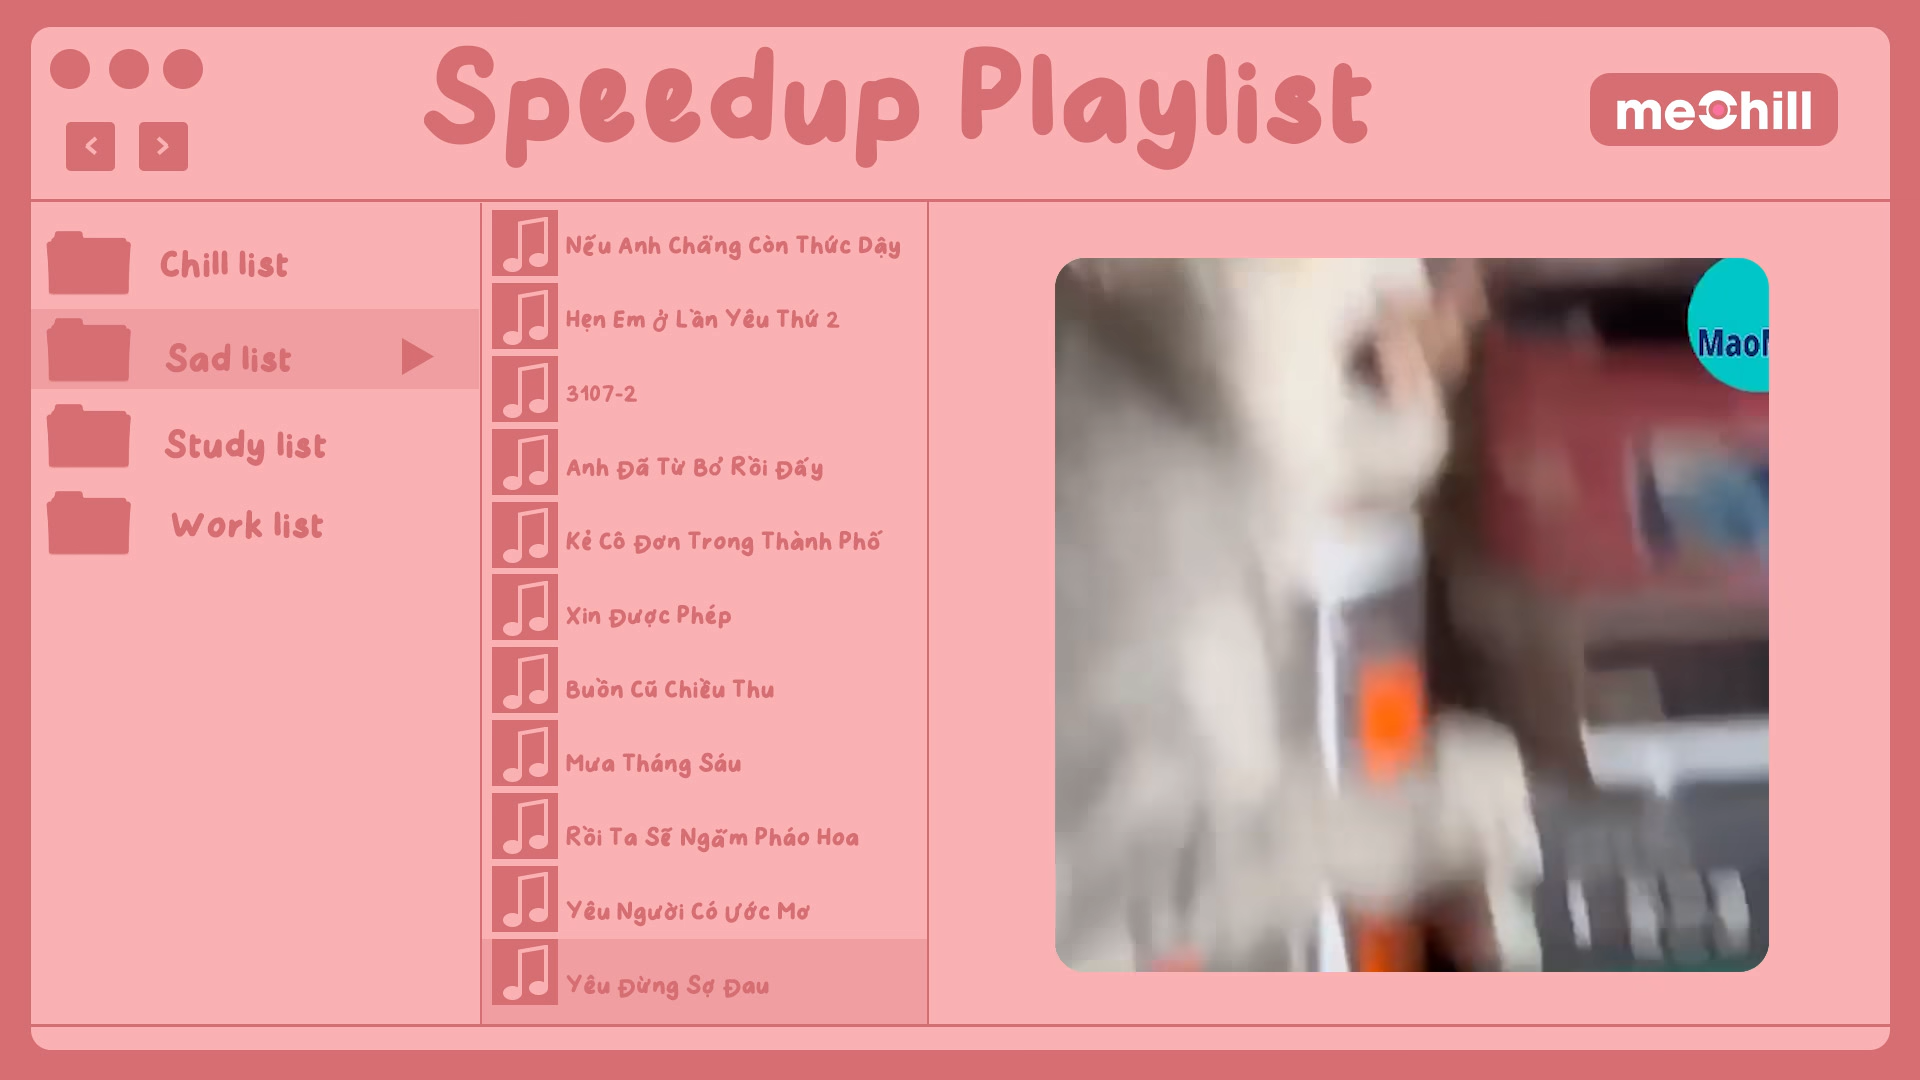 Speedup Playlist
mechill
Chill list
Sad list
Study list
Work list
Nếu Anh Chẳng Còn Thức Dậy
Hẹn Em ở Lần Yêu Thứ 2
3107-2
Anh Đã Từ Bỏ Rồi Đấy
Kẻ Cô Đơn Trong Thành Phố
Xin Được Phép
Buồn Cũ Chiều Thu
Mưa Tháng Sáu
Rồi Ta Sẽ Ngắm Pháo Hoa
Yêu Người Có Ước Mơ
Yêu Đừng Sợ Đau